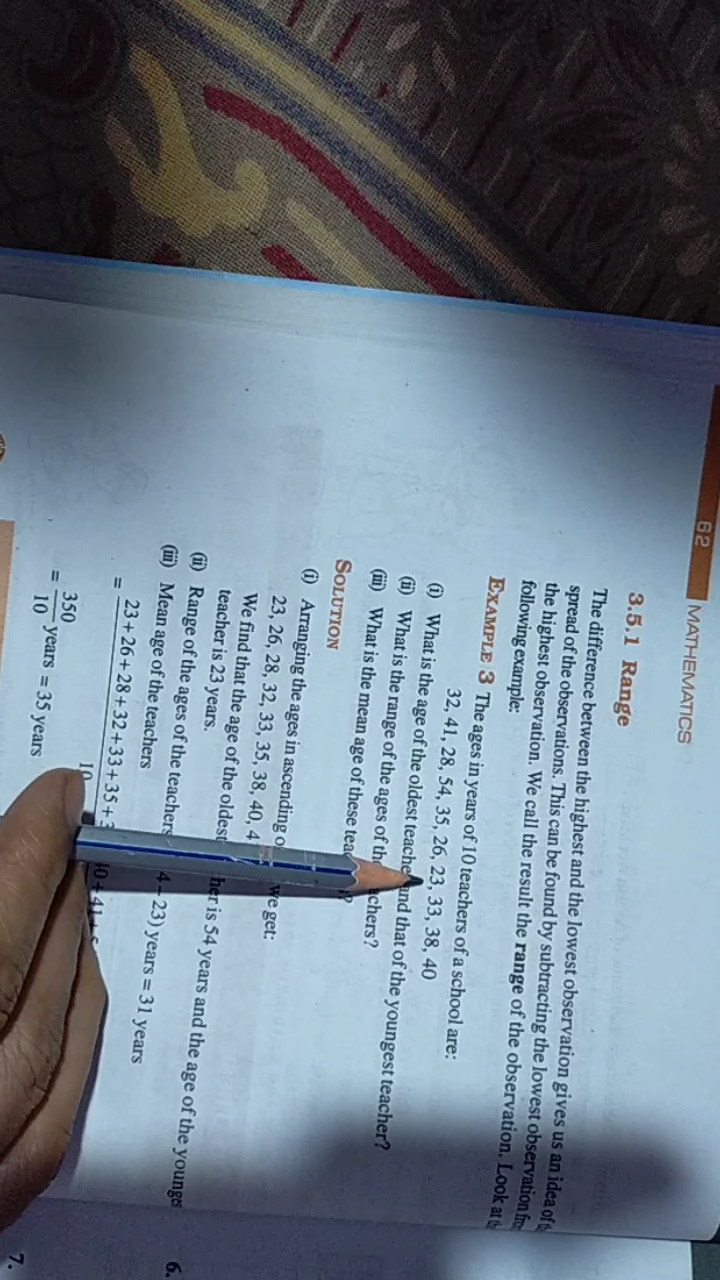 62 MATHEMATICS
3.5.1 Range
The difference between the highest and the lowest observation gives us an idea of
spread of the observations. This can be found by subtracting the lowest observation
the highest observation. We call the result the range of the observation. Look at
following example:
EXAMPLE 3 The ages in years of 10 teachers of a school are:
32, 41, 28, 54, 35, 26, 23, 33, 38, 40
(i) What is the age of the oldest teacher and that of the youngest teacher?
(ii) What is the range of the ages of the teachers?
(iii) What is the mean age of these
SOLUTION
(i) Arranging the ages in ascending we get:
23, 26, 28, 32, 33, 35, 38, 40,
We find that the age of the oldest is 54 years and the age of the
teacher is 23 years.
(ii) Range of the ages of the teachers – 23) years = 31 years
(iii) Mean age of the teachers
= 23 + 26 + 28 + 32 + 33 + 35 +
10
= 350
10 years = 35 years
6.
7.